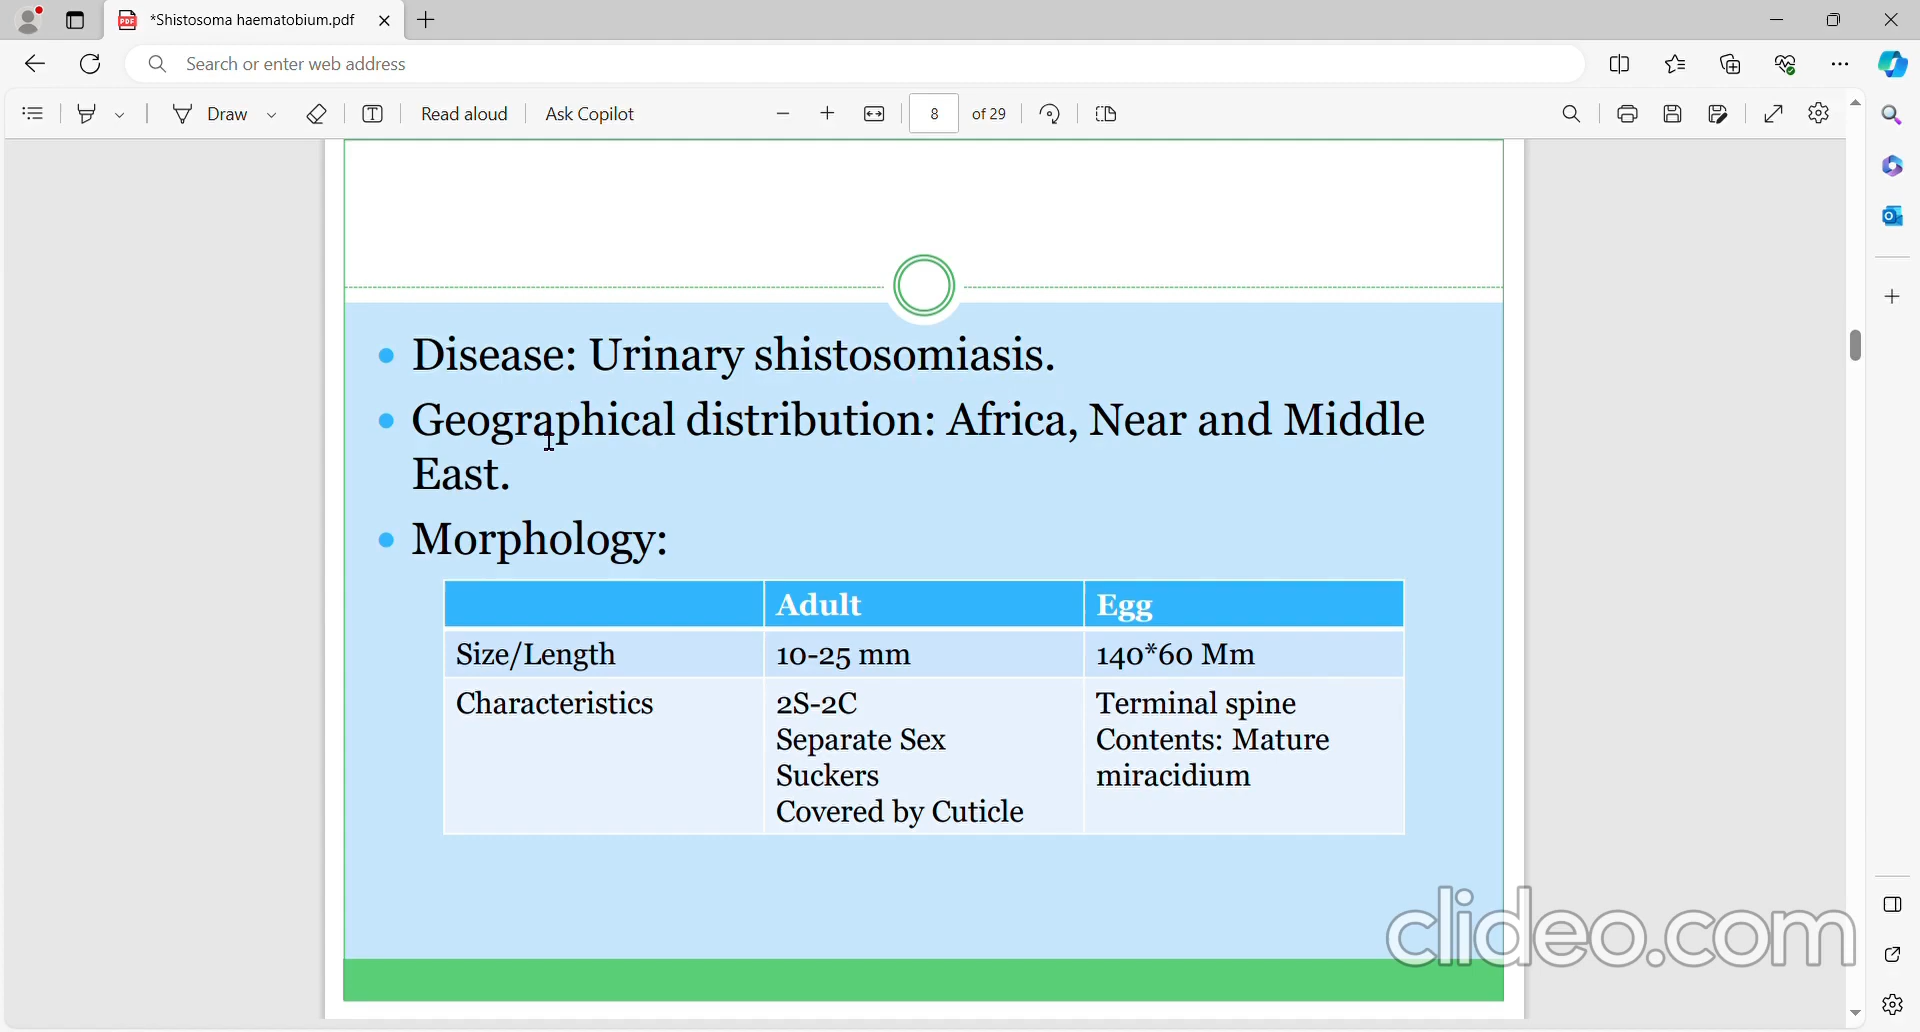 *Shistosoma haematobium.pdf
Search or enter web address
Draw
Read aloud
Ask Copilot
8 of 29
Disease: Urinary shistosomiasis.
Geographical distribution: Africa, Near and Middle
East.
Morphology:
Adult Egg
Size/Length 10-25 mm 140*60 Mm
Characteristics 2S-2C Terminal spine
Separate Sex Contents: Mature
Suckers miracidium
Covered by Cuticle
clideo.com